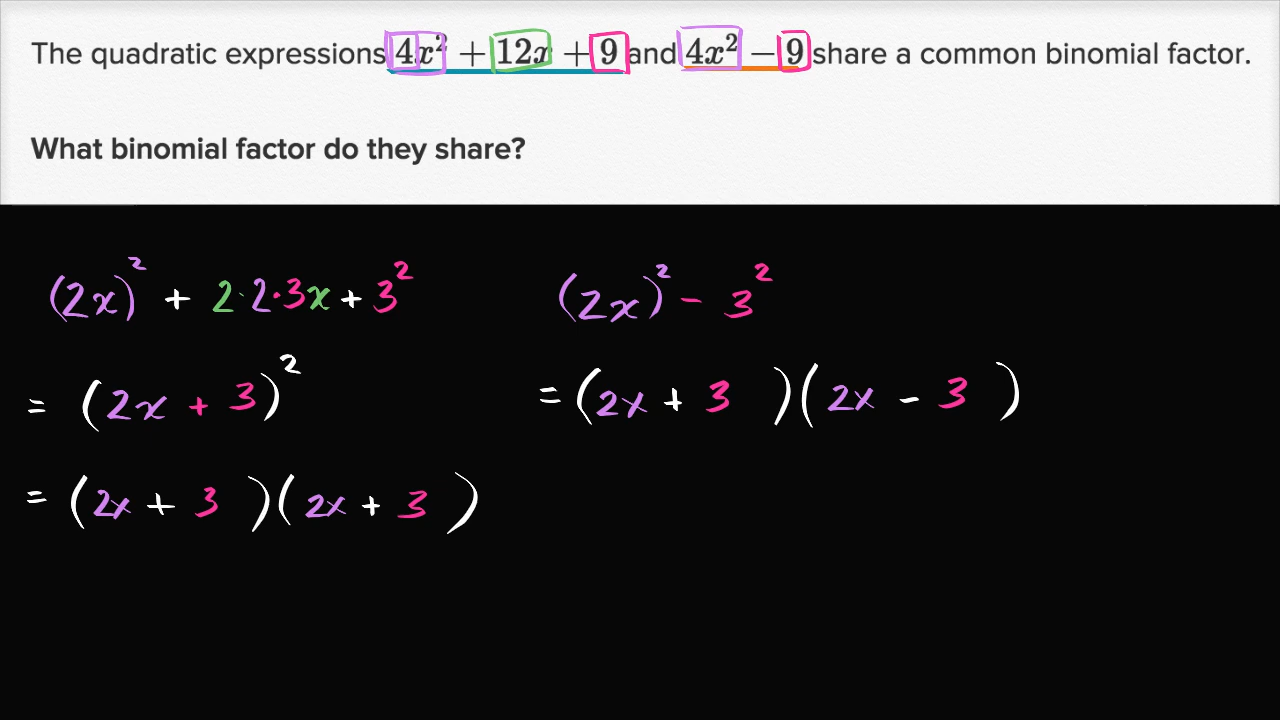 The quadratic expressions 4x² + 12x + 9 and 4x² − 9 share a common binomial factor.
What binomial factor do they share?
(2x)² + 2·2·3x + 3²
(2x)² - 3²
= (2x + 3)²
= (2x + 3)(2x - 3)
= (2x + 3)(2x + 3)